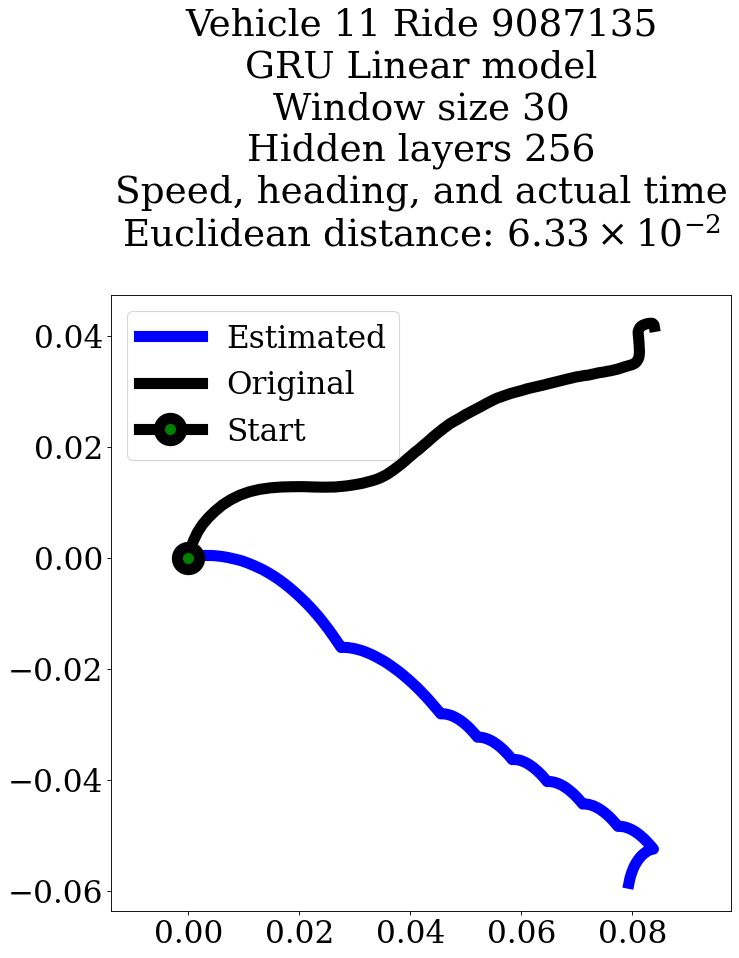 Vehicle 11 Ride 9087135
GRU Linear model
Window size 30
Hidden layers 256
Speed, heading, and actual time
Euclidean distance: 6.33 × 10⁻²
Estimated
Original
Start
0.04
0.02
0.00
−0.02
−0.04
−0.06
0.00 0.02 0.04 0.06 0.08